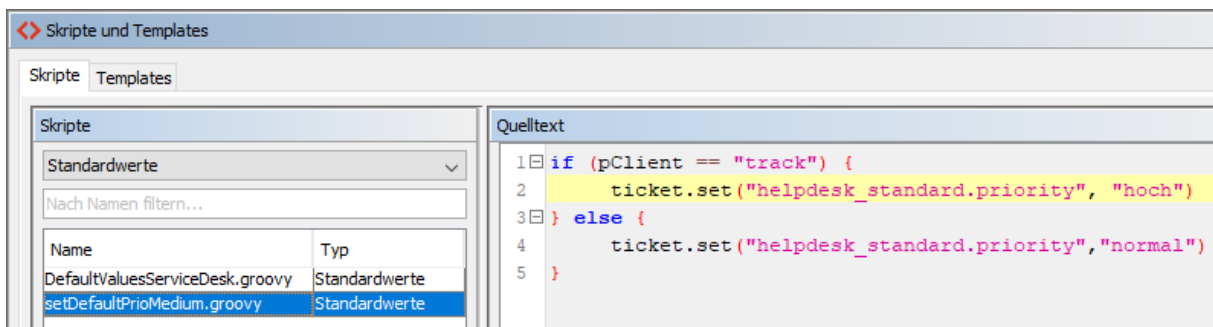 Skripte und Templates
Skripte Templates
Skripte
Standardwerte
Nach Namen filtern...
Name Typ
DefaultValuesServiceDesk.groovy Standardwerte
setDefaultPrioMedium.groovy Standardwerte
Quelltext
1 if (pClient == "track") {
2 ticket.set("helpdesk_standard.priority", "hoch")
3 } else {
4 ticket.set("helpdesk_standard.priority","normal")
5 }